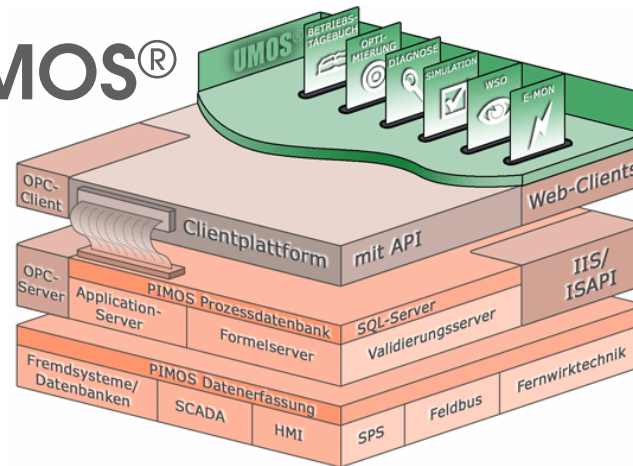 MOS®
UMOS®
BETRIEBS-
TAGEBUCH
OPTI-
MIERUNG
DIAGNOSE
SIMULATION
WSO
E-MON
OPC-
Client
Clientplattform
mit API
Web-Clients
OPC-
Server
PIMOS Prozessdatenbank
SQL-Server
IIS/
ISAPI
Application-
Server
Formelserver
Validierungsserver
PIMOS Datenerfassung
Fremdsysteme/
Datenbanken
SCADA
HMI
SPS
Feldbus
Fernwirktechnik